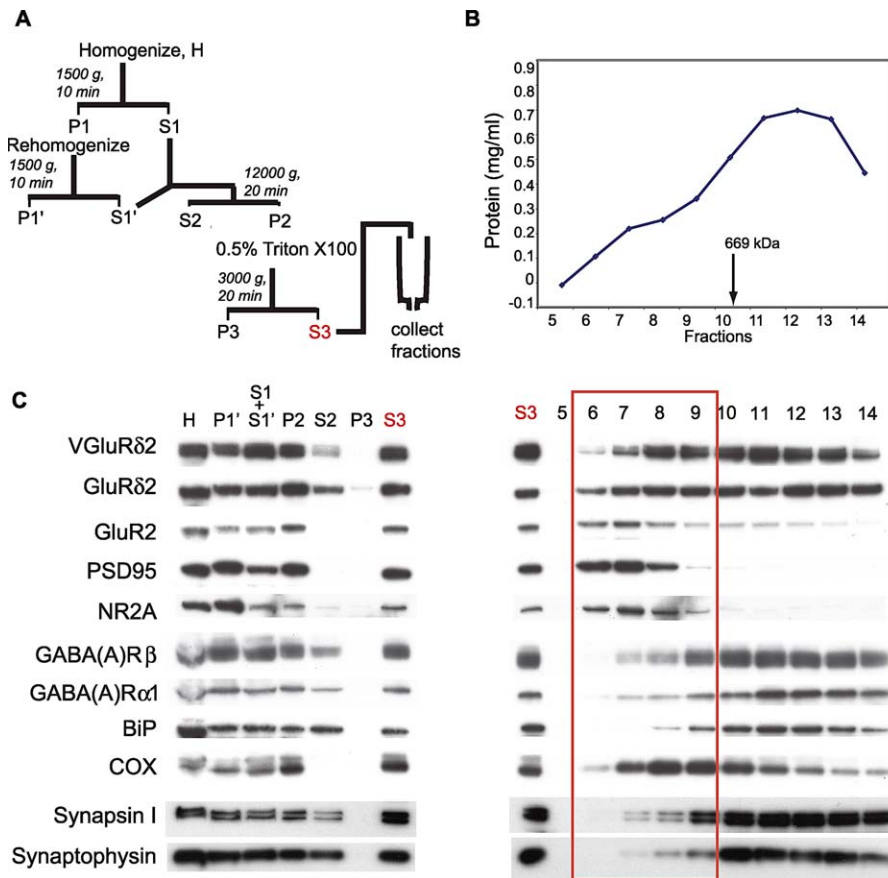 A
Homogenize, H
1500 g,
10 min
P1 S1
Rehomogenize
1500 g,
10 min
12000 g,
20 min
P1' S1' S2 P2
0.5% Triton X100
3000 g,
20 min
P3 S3
collect
fractions
B
Protein (mg/ml)
0.9
0.8
0.7
0.6
0.5
0.4
0.3
0.2
0.1
0
-0.1
669 kDa
5 6 7 8 9 10 11 12 13 14
Fractions
C
H P1' S1 + S1' P2 S2 P3 S3
S3 5 6 7 8 9 10 11 12 13 14
VGluRδ2
GluRδ2
GluR2
PSD95
NR2A
GABA(A)Rβ
GABA(A)Rα1
BiP
COX
Synapsin I
Synaptophysin